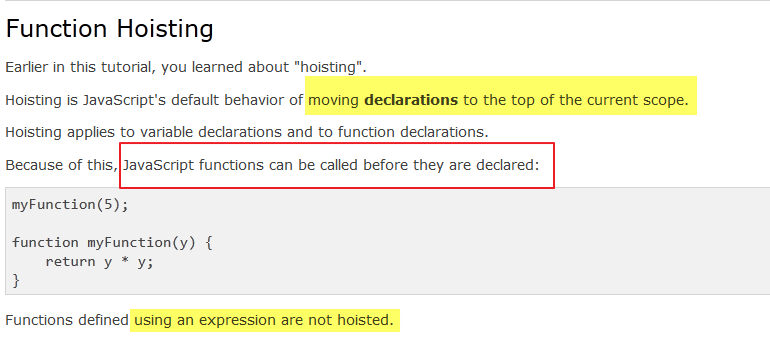 Function Hoisting
Earlier in this tutorial, you learned about "hoisting".
Hoisting is JavaScript's default behavior of moving declarations to the top of the current scope.
Hoisting applies to variable declarations and to function declarations.
Because of this, JavaScript functions can be called before they are declared:
myFunction(5);
function myFunction(y) {
    return y * y;
}
Functions defined using an expression are not hoisted.